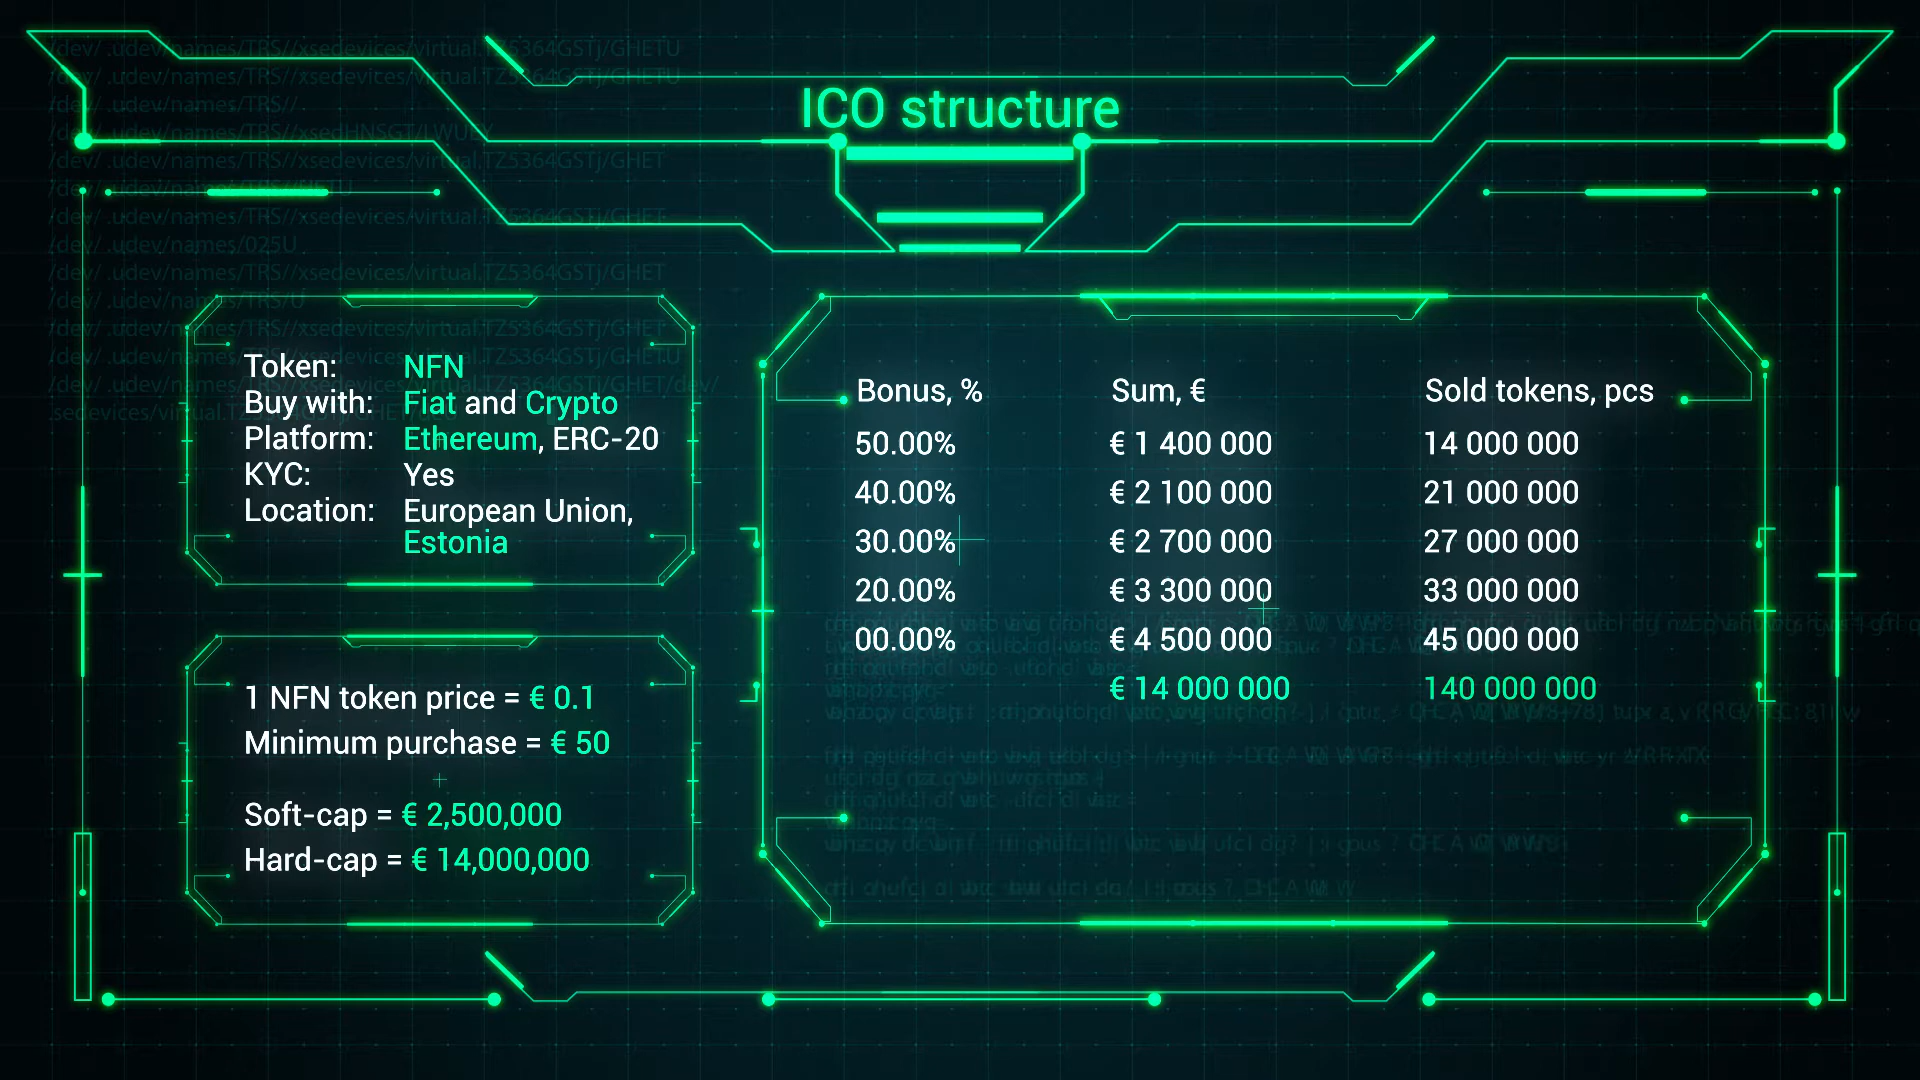 ICO structure
Token: NFN
Buy with: Fiat and Crypto
Platform: Ethereum, ERC-20
KYC: Yes
Location: European Union,
Estonia
1 NFN token price = € 0.1
Minimum purchase = € 50
Soft-cap = € 2,500,000
Hard-cap = € 14,000,000
Bonus, % Sum, € Sold tokens, pcs
50.00% € 1 400 000 14 000 000
40.00% € 2 100 000 21 000 000
30.00% € 2 700 000 27 000 000
20.00% € 3 300 000 33 000 000
00.00% € 4 500 000 45 000 000
€ 14 000 000 140 000 000